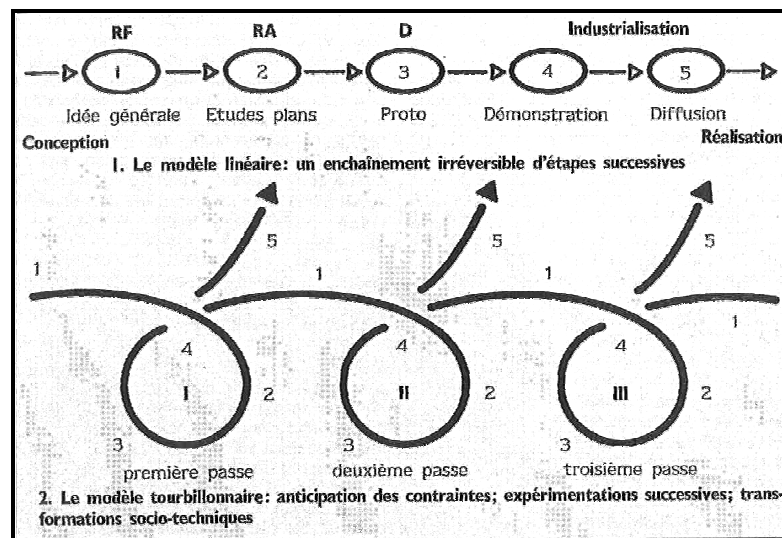 RF RA D Industrialisation
1 2 3 4 5
Idée générale Etudes plans Proto Démonstration Diffusion
Conception Réalisation
1. Le modèle linéaire: un enchaînement irréversible d'étapes successives
5 5 5
1 1 1 1
4 4 4
I 2 II 2 III 2
3 3 3
première passe deuxième passe troisième passe
2. Le modèle tourbillonnaire: anticipation des contraintes; expérimentations successives; trans-
formations socio-techniques